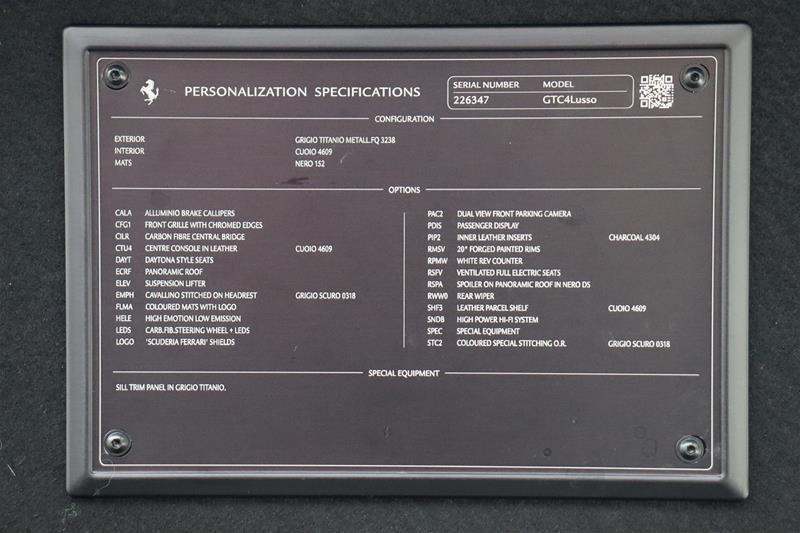 PERSONALIZATION SPECIFICATIONS
SERIAL NUMBER MODEL
226347 GTC4Lusso
CONFIGURATION
EXTERIOR GRIGIO TITANIO METALL.FQ 3238
INTERIOR CUOIO 4609
MATS NERO 152
OPTIONS
CALA ALLUMINIO BRAKE CALLIPERS
CFG1 FRONT GRILLE WITH CHROMED EDGES
CILR CARBON FIBRE CENTRAL BRIDGE
CTU4 CENTRE CONSOLE IN LEATHER CUOIO 4609
DAYT DAYTONA STYLE SEATS
ECRF PANORAMIC ROOF
ELEV SUSPENSION LIFTER
EMPH CAVALLINO STITCHED ON HEADREST GRIGIO SCURO 0318
FLMA COLOURED MATS WITH LOGO
HELE HIGH EMOTION LOW EMISSION
LEDS CARB.FIB.STEERING WHEEL + LEDS
LOGO 'SCUDERIA FERRARI' SHIELDS
PAC2 DUAL VIEW FRONT PARKING CAMERA
PDIS PASSENGER DISPLAY
PIP2 INNER LEATHER INSERTS CHARCOAL 4304
RMSV 20" FORGED PAINTED RIMS
RPMW WHITE REV COUNTER
RSFV VENTILATED FULL ELECTRIC SEATS
RSPA SPOILER ON PANORAMIC ROOF IN NERO DS
RWW0 REAR WIPER
SHF3 LEATHER PARCEL SHELF CUOIO 4609
SNDB HIGH POWER HI-FI SYSTEM
SPEC SPECIAL EQUIPMENT
STC2 COLOURED SPECIAL STITCHING O.R. GRIGIO SCURO 0318
SPECIAL EQUIPMENT
SILL TRIM PANEL IN GRIGIO TITANIO.